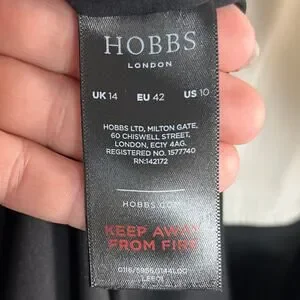 HOBBS
LONDON
UK 14 EU 42 US 10
HOBBS LTD, MILTON GATE,
60 CHISWELL STREET,
LONDON, EC1Y 4AG.
REGISTERED NO. 1577740
RN:142172
HOBBS.COM
KEEP AWAY
FROM FIRE